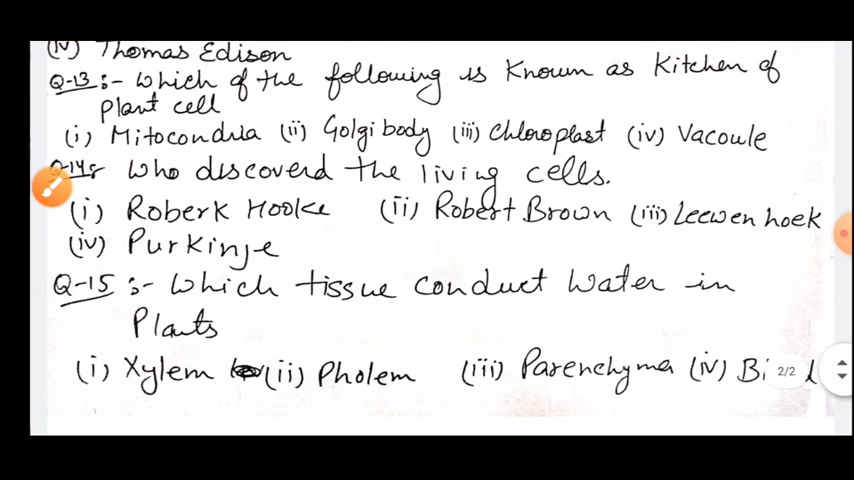 (iv) Thomas Edison
Q-13 :- Which of the following is Known as Kitchen of
Plant cell
(i) Mitocondria (ii) Golgi body (iii) Chloroplast (iv) Vacoule
Q-14 :- Who discoverd the living cells.
(i) Roberk Hooke (ii) Robert Brown (iii) Leewen hoek
(iv) Purkinje
Q-15 :- Which tissue conduct Water in
Plants
(i) Xylem (ii) Pholem (iii) Parenchyma (iv)
2/2